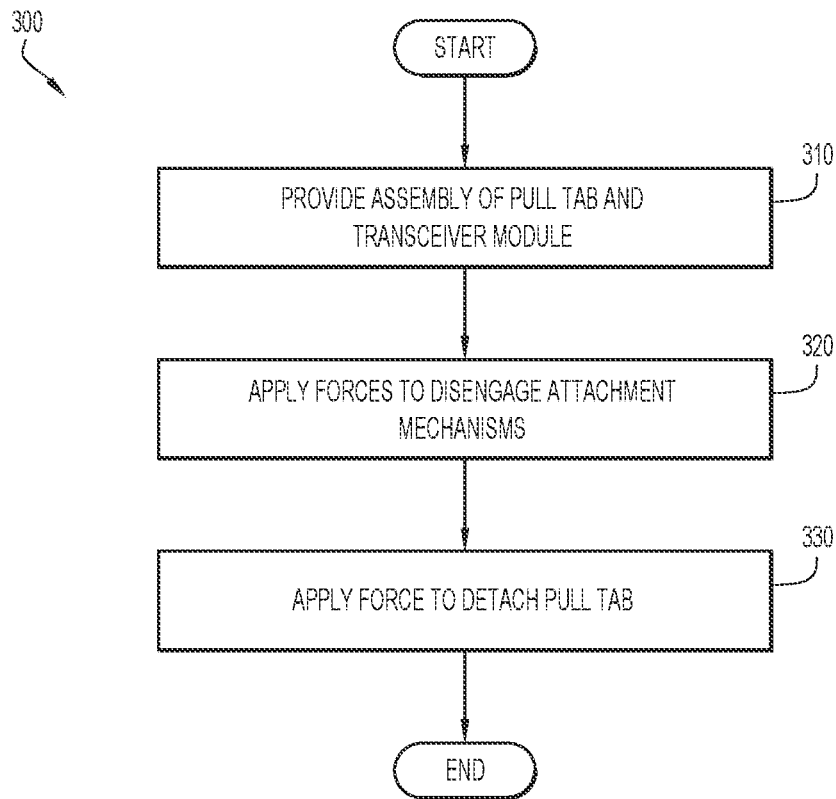 300
START
310
PROVIDE ASSEMBLY OF PULL TAB AND
TRANSCEIVER MODULE
320
APPLY FORCES TO DISENGAGE ATTACHMENT
MECHANISMS
330
APPLY FORCE TO DETACH PULL TAB
END